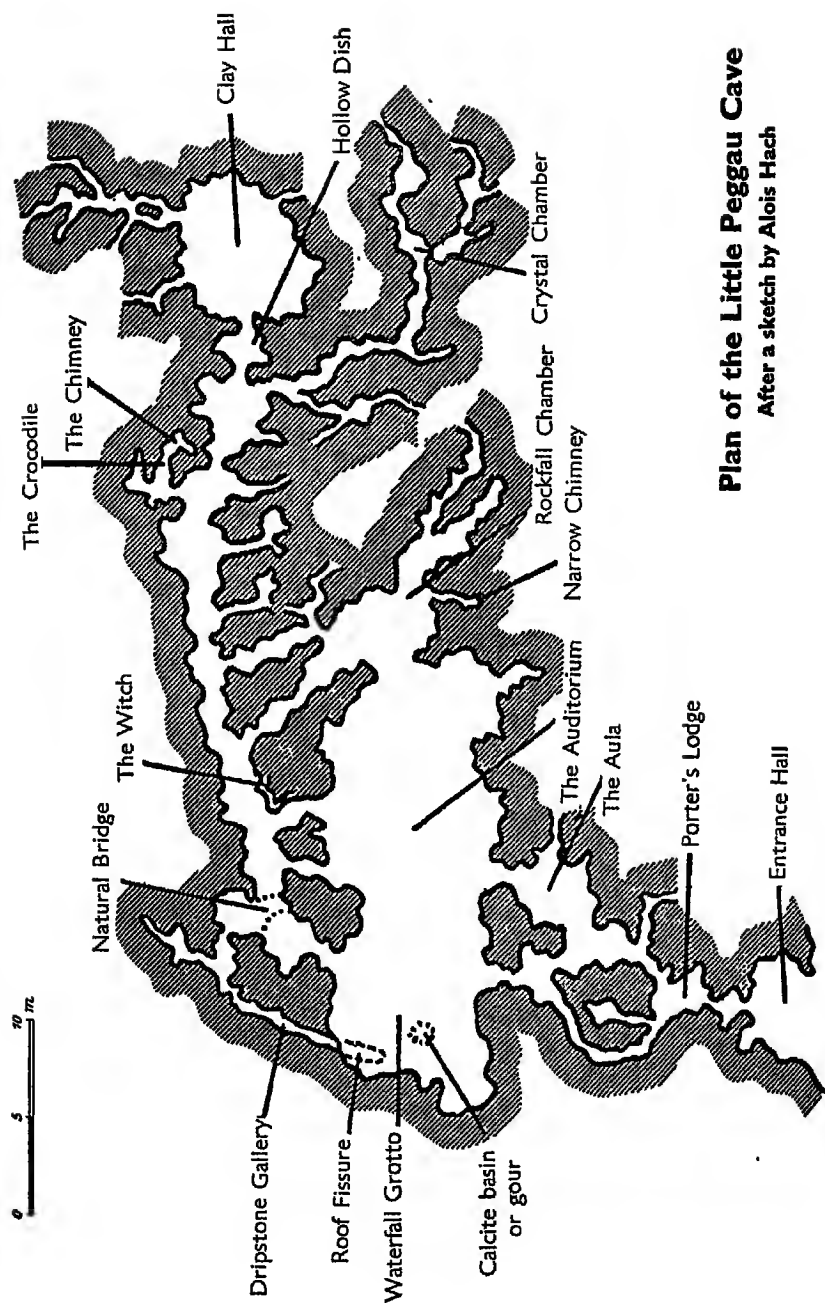 0 5 10 m
Natural Bridge
The Witch
The Crocodile
The Chimney
Clay Hall
Hollow Dish
Dripstone Gallery
Roof Fissure
Waterfall Grotto
Calcite basin
or gour
Crystal Chamber
Rockfall Chamber
Narrow Chimney
The Auditorium
The Aula
Porter's Lodge
Entrance Hall
Plan of the Little Peggau Cave
After a sketch by Alois Hach